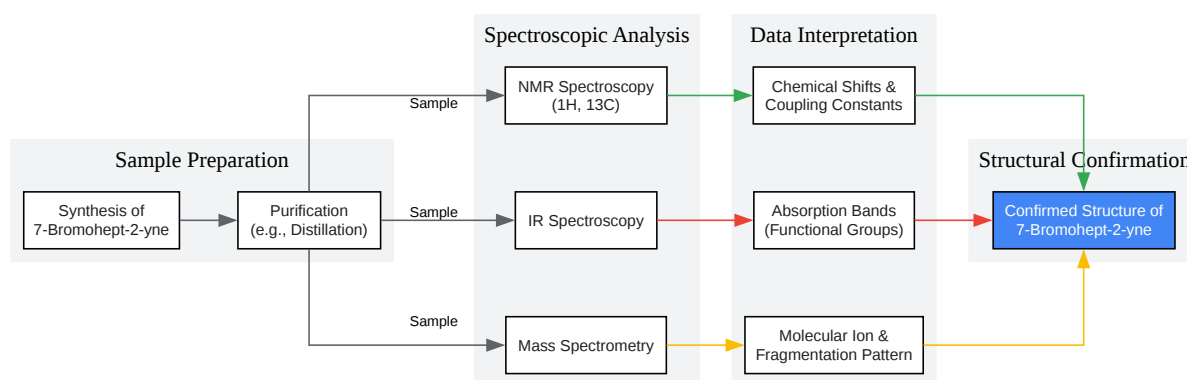 Spectroscopic Analysis
Data Interpretation
NMR Spectroscopy
(1H, 13C)
Chemical Shifts &
Coupling Constants
Sample
Sample Preparation
Structural Confirmation
Synthesis of
7-Bromohept-2-yne
Purification
(e.g., Distillation)
Sample
IR Spectroscopy
Absorption Bands
(Functional Groups)
Confirmed Structure of
7-Bromohept-2-yne
Sample
Mass Spectrometry
Molecular Ion &
Fragmentation Pattern